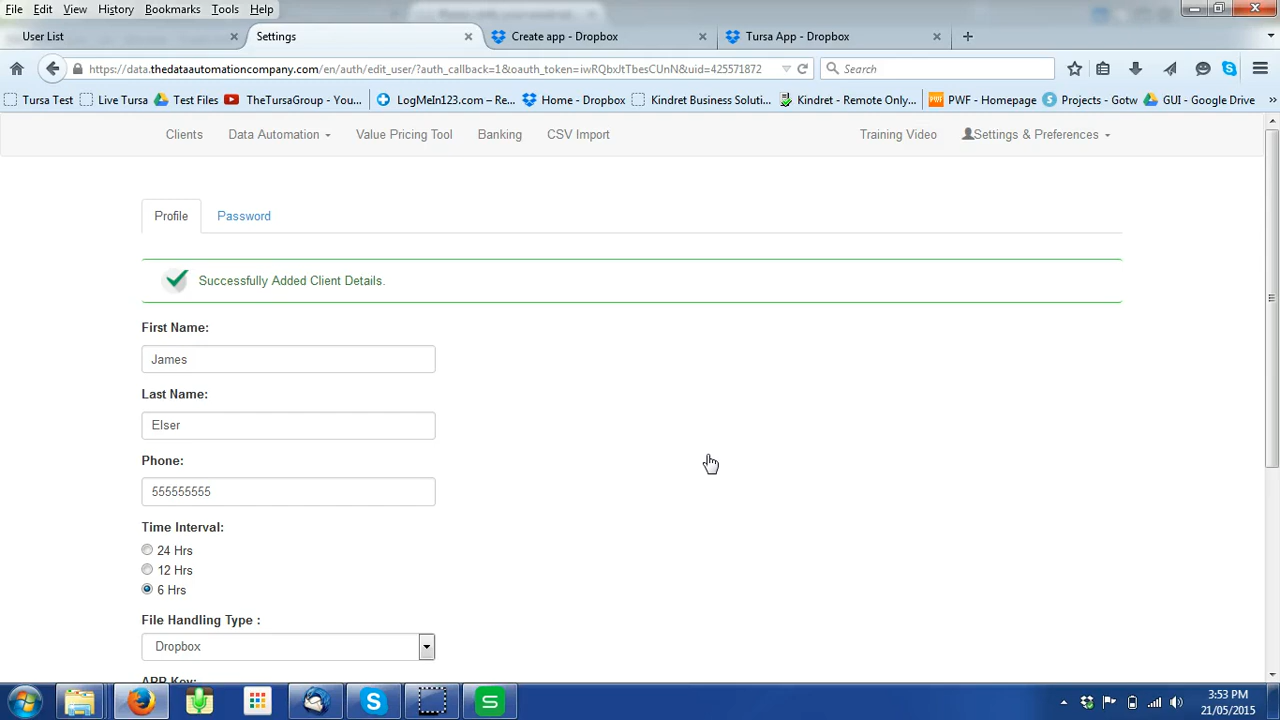 File Edit View History Bookmarks Tools Help
User List Settings Create app - Dropbox Tursa App - Dropbox
https://data.thedataautomationcompany.com/en/auth/edit_user/?auth_callback=1&oauth_token=iwRQbxJtTbesCUnN&uid=425571872 Search
Tursa Test Live Tursa Test Files TheTursaGroup - You... LogMeIn123.com – Re... Home - Dropbox Kindret Business Soluti... Kindret - Remote Onl... PWF - Homepage Projects - Gotw GUI - Google Drive
Clients Data Automation Value Pricing Tool Banking CSV Import Training Video Settings & Preferences
Profile Password
Successfully Added Client Details.
First Name:
James
Last Name:
Elser
Phone:
555555555
Time Interval:
24 Hrs
12 Hrs
6 Hrs
File Handling Type :
Dropbox
APP Key:
3:53 PM
21/05/2015